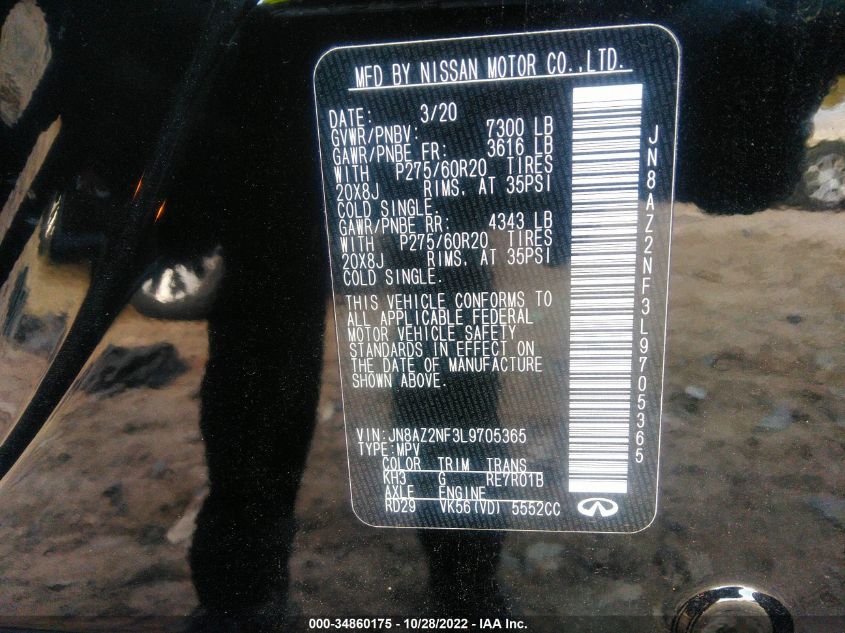 MFD BY NISSAN MOTOR CO.,LTD.
DATE: 3/20
GVWR/PNBV: 7300 LB
GAWR/PNBE FR: 3616 LB
WITH P275/60R20 TIRES
20X8J RIMS, AT 35PSI
COLD SINGLE.
GAWR/PNBE RR: 4343 LB
WITH P275/60R20 TIRES
20X8J RIMS, AT 35PSI
COLD SINGLE.
THIS VEHICLE CONFORMS TO
ALL APPLICABLE FEDERAL
MOTOR VEHICLE SAFETY
STANDARDS IN EFFECT ON
THE DATE OF MANUFACTURE
SHOWN ABOVE.
VIN:JN8AZ2NF3L9705365
TYPE:MPV
COLOR TRIM TRANS
KH3 G RE7R01B
AXLE ENGINE
RD29 VK56(VD) 5552CC
JN8AZ2NF3L9705365
000-34860175 - 10/28/2022 - IAA Inc.